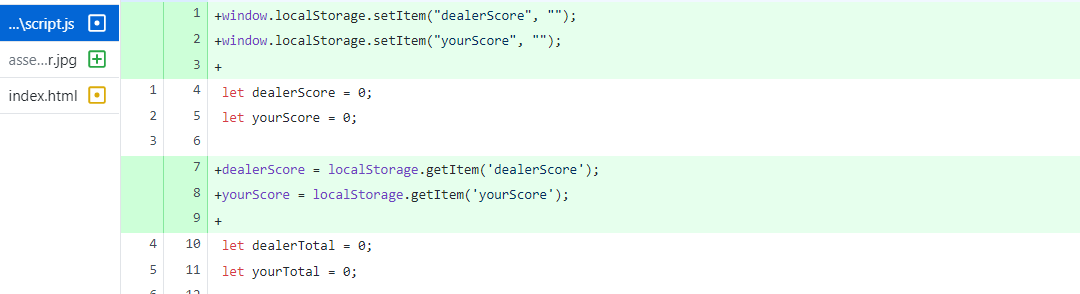 ...\script.js
asse...r.jpg
index.html
1 +window.localStorage.setItem("dealerScore", "");
2 +window.localStorage.setItem("yourScore", "");
3 +
1 4 let dealerScore = 0;
2 5 let yourScore = 0;
3 6
7 +dealerScore = localStorage.getItem('dealerScore');
8 +yourScore = localStorage.getItem('yourScore');
9 +
4 10 let dealerTotal = 0;
5 11 let yourTotal = 0;